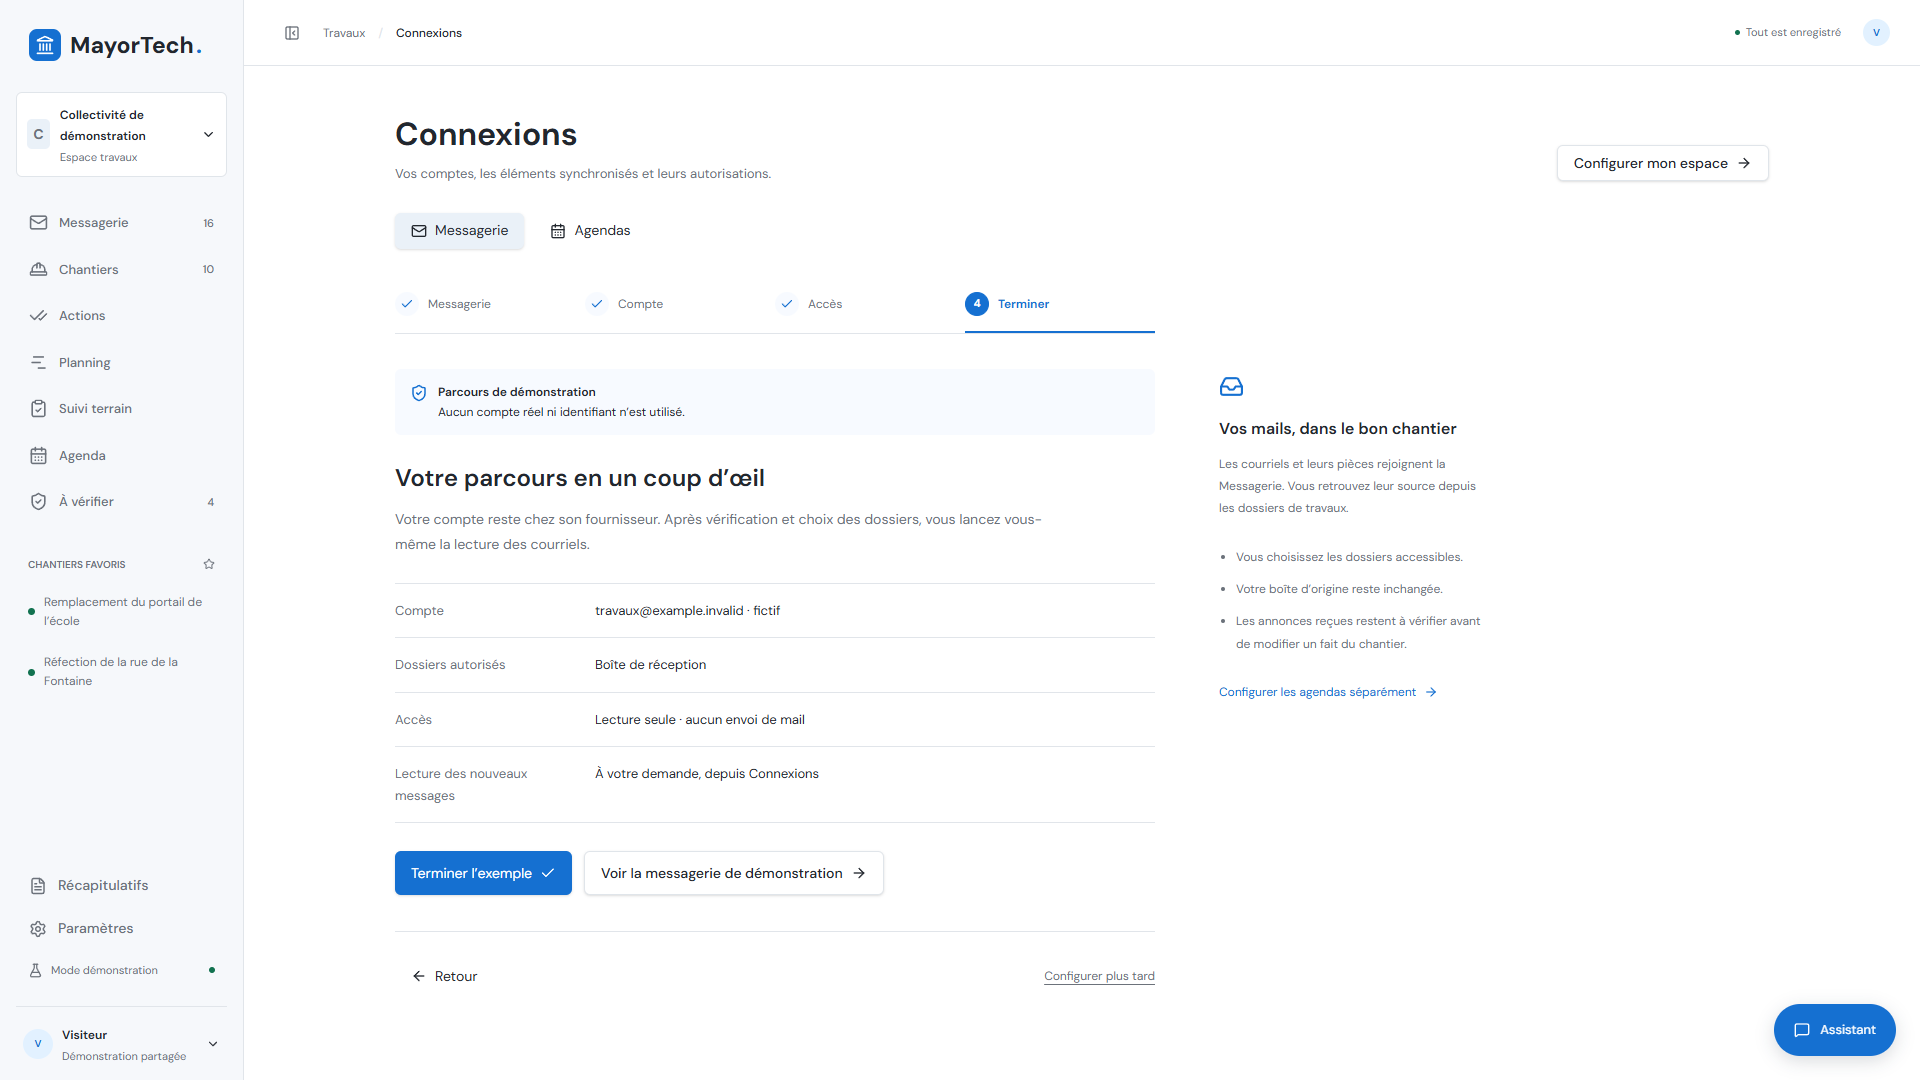 MayorTech.
C
Collectivité de
démonstration
Espace travaux
Messagerie 16
Chantiers 10
Actions
Planning
Suivi terrain
Agenda
À vérifier 4
CHANTIERS FAVORIS
Remplacement du portail de
l’école
Réfection de la rue de la
Fontaine
Récapitulatifs
Paramètres
Mode démonstration
V
Visiteur
Démonstration partagée
Travaux / Connexions
Tout est enregistré
V
Connexions
Vos comptes, les éléments synchronisés et leurs autorisations.
Configurer mon espace
Messagerie
Agendas
Messagerie
Compte
Accès
4 Terminer
Parcours de démonstration
Aucun compte réel ni identifiant n’est utilisé.
Votre parcours en un coup d’œil
Votre compte reste chez son fournisseur. Après vérification et choix des dossiers, vous lancez vous-
même la lecture des courriels.
Compte travaux@example.invalid · fictif
Dossiers autorisés Boîte de réception
Accès Lecture seule · aucun envoi de mail
Lecture des nouveaux
messages
À votre demande, depuis Connexions
Terminer l’exemple
Voir la messagerie de démonstration
Retour
Configurer plus tard
Vos mails, dans le bon chantier
Les courriels et leurs pièces rejoignent la
Messagerie. Vous retrouvez leur source depuis
les dossiers de travaux.
• Vous choisissez les dossiers accessibles.
• Votre boîte d’origine reste inchangée.
• Les annonces reçues restent à vérifier avant
de modifier un fait du chantier.
Configurer les agendas séparément
Assistant